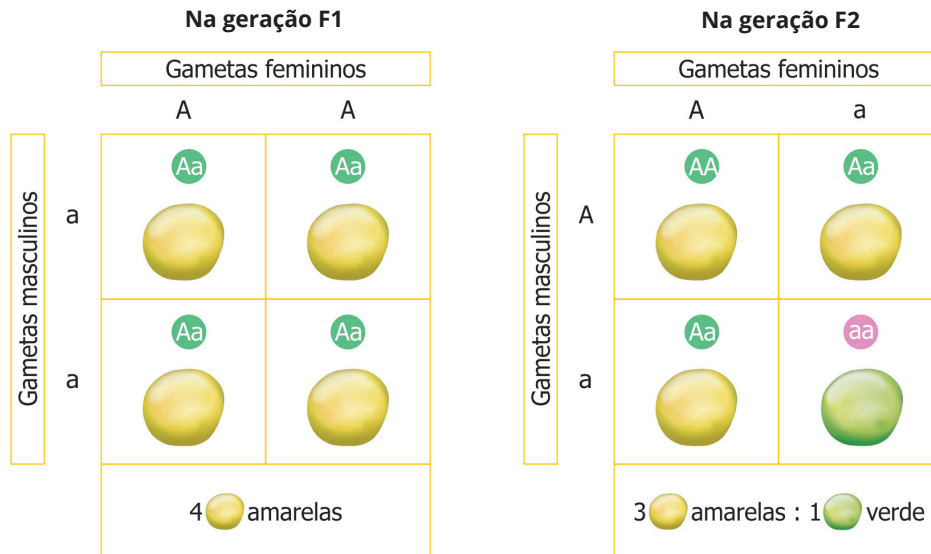 Na geração F1
Gametas femininos
A A
Gametas masculinos
a
Aa Aa
a
Aa Aa
4 amarelas
Na geração F2
Gametas femininos
A a
Gametas masculinos
A
AA Aa
a
Aa aa
3 amarelas : 1 verde